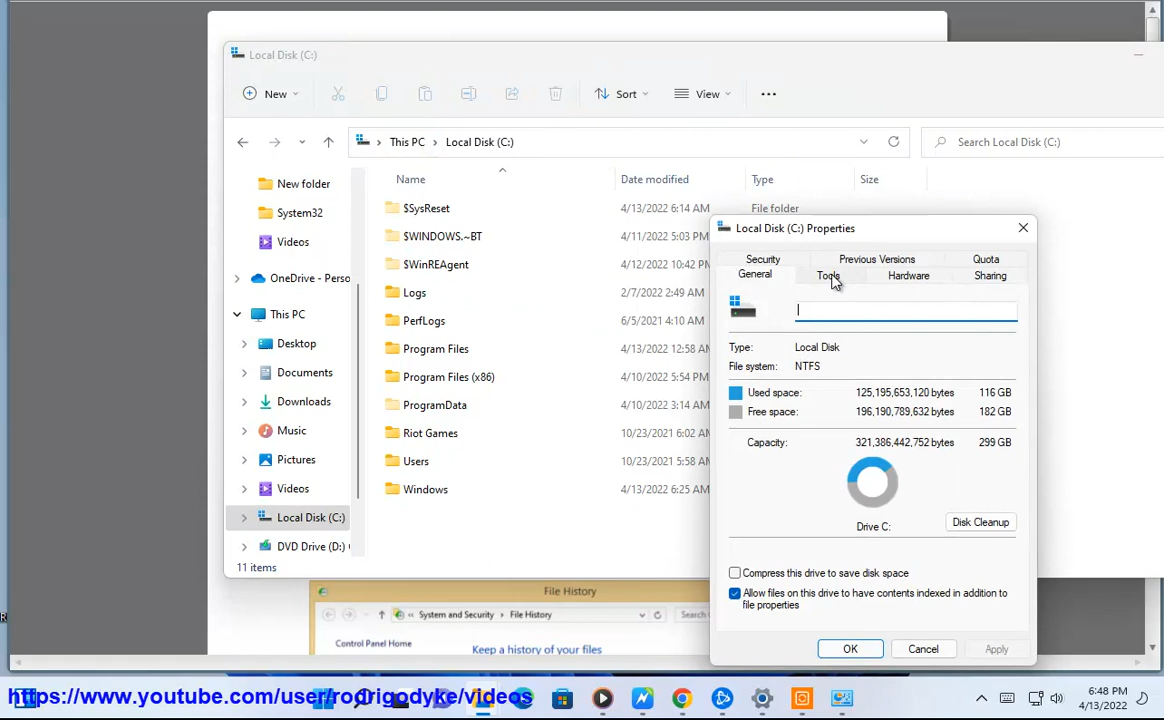 Local Disk (C:)
New
Sort
View
This PC > Local Disk (C:)
Search Local Disk (C:)
New folder
System32
Videos
OneDrive - Perso
This PC
Desktop
Documents
Downloads
Music
Pictures
Videos
Local Disk (C:)
DVD Drive (D:)
Name Date modified Type Size
$SysReset 4/13/2022 6:14 AM File folder
$WINDOWS.~BT 4/11/2022 5:03 PM
$WinREAgent 4/12/2022 10:42 PM
Logs 2/7/2022 2:49 AM
PerfLogs 6/5/2021 4:10 AM
Program Files 4/13/2022 12:58 AM
Program Files (x86) 4/10/2022 5:54 PM
ProgramData 4/10/2022 3:14 AM
Riot Games 10/23/2021 6:02 AM
Users 10/23/2021 5:58 AM
Windows 4/13/2022 6:25 AM
11 items
Local Disk (C:) Properties
Security Previous Versions Quota
General Tools Hardware Sharing
Type: Local Disk
File system: NTFS
Used space: 125,195,653,120 bytes 116 GB
Free space: 196,190,789,632 bytes 182 GB
Capacity: 321,386,442,752 bytes 299 GB
Drive C:
Disk Cleanup
Compress this drive to save disk space
Allow files on this drive to have contents indexed in addition to
file properties
OK Cancel Apply
File History
« System and Security > File History
Search
Control Panel Home
Keep a history of your files
https://www.youtube.com/user/rodrigodyke/videos
6:48 PM
4/13/2022